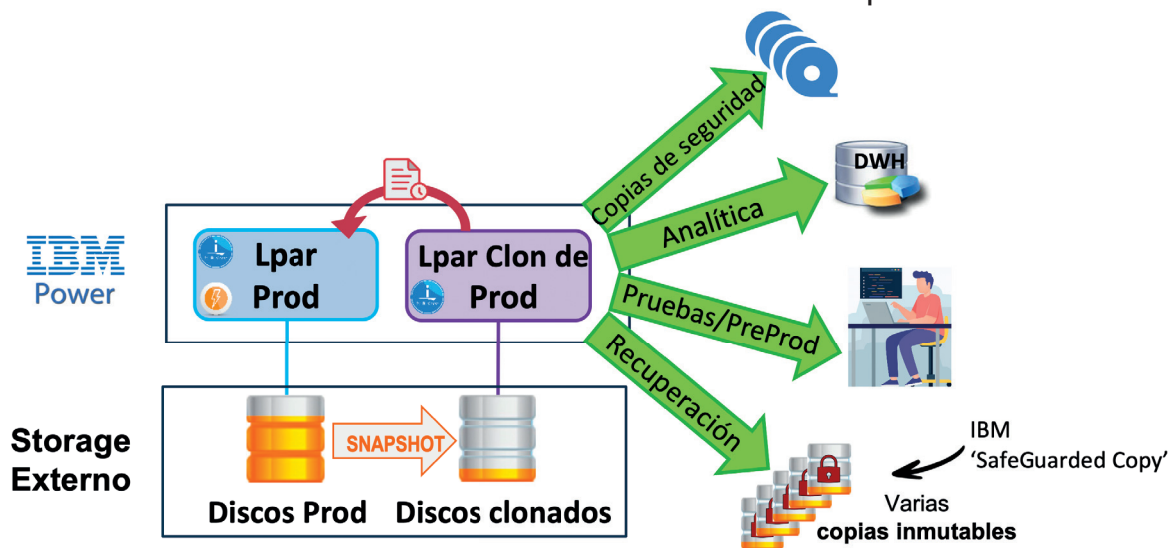 Copias de seguridad
DWH
Analítica
IBM
Power
Lpar
Prod
Lpar Clon de
Prod
Pruebas/PreProd
Recuperación
Storage
Externo
SNAPSHOT
Discos Prod
Discos clonados
IBM
'SafeGuarded Copy'
Varias
copias inmutables